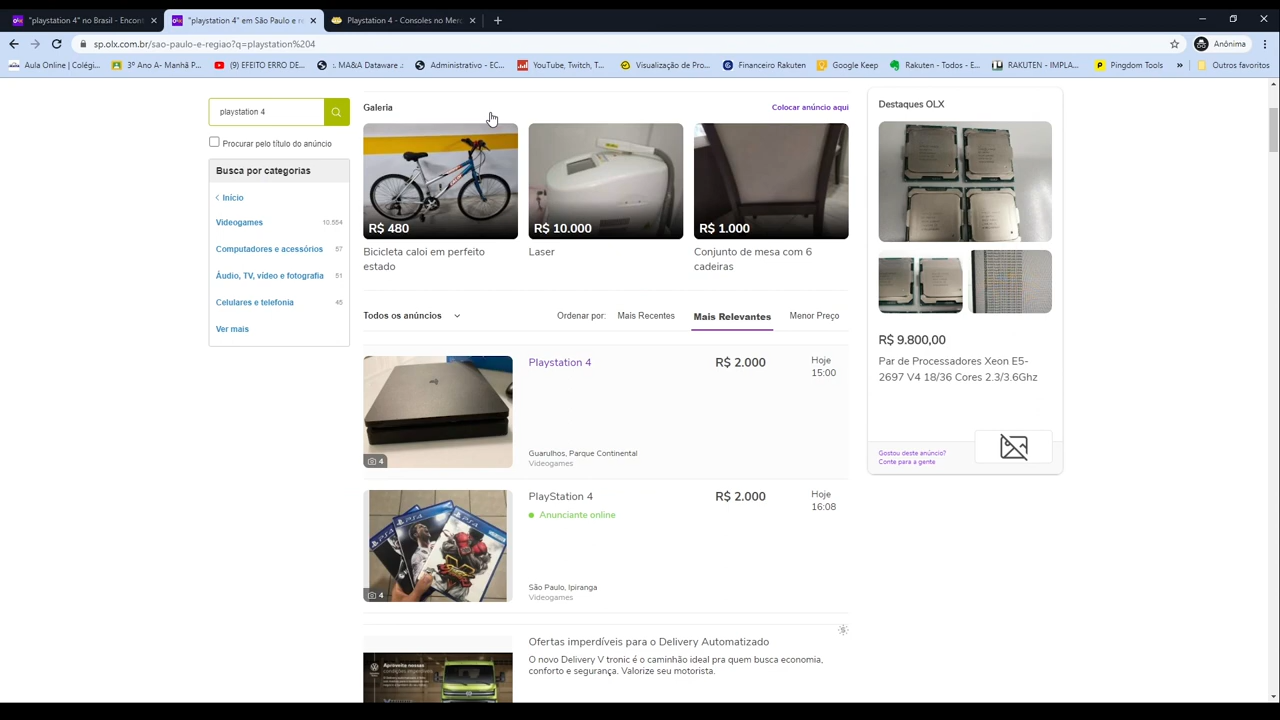 "playstation 4" no Brasil - Encont
"playstation 4" em São Paulo e re
Playstation 4 - Consoles no Merc
sp.olx.com.br/sao-paulo-e-regiao?q=playstation%204
Anônima
Aula Online | Colégi...
3º Ano A- Manhã P...
(9) EFEITO ERRO DE...
:. MA&A Dataware :.
Administrativo - EC...
YouTube, Twitch, T...
Visualização de Pro...
Financeiro Rakuten
Google Keep
Rakuten - Todos - E...
RAKUTEN - IMPLA...
Pingdom Tools
»
Outros favoritos
playstation 4
Procurar pelo título do anúncio
Busca por categorias
Início
Videogames 10.554
Computadores e acessórios 57
Áudio, TV, vídeo e fotografia 51
Celulares e telefonia 45
Ver mais
Galeria
Colocar anúncio aqui
R$ 480
R$ 10.000
R$ 1.000
Bicicleta caloi em perfeito
estado
Laser
Conjunto de mesa com 6
cadeiras
Todos os anúncios
Ordenar por: Mais Recentes Mais Relevantes Menor Preço
Playstation 4
R$ 2.000
Hoje
15:00
4
Guarulhos, Parque Continental
Videogames
PlayStation 4
R$ 2.000
Hoje
16:08
Anunciante online
4
São Paulo, Ipiranga
Videogames
Ofertas imperdíveis para o Delivery Automatizado
O novo Delivery V tronic é o caminhão ideal pra quem busca economia,
conforto e segurança. Valorize seu motorista.
Aproveite nossas
Destaques OLX
R$ 9.800,00
Par de Processadores Xeon E5-
2697 V4 18/36 Cores 2.3/3.6Ghz
Gostou deste anúncio?
Conte para a gente